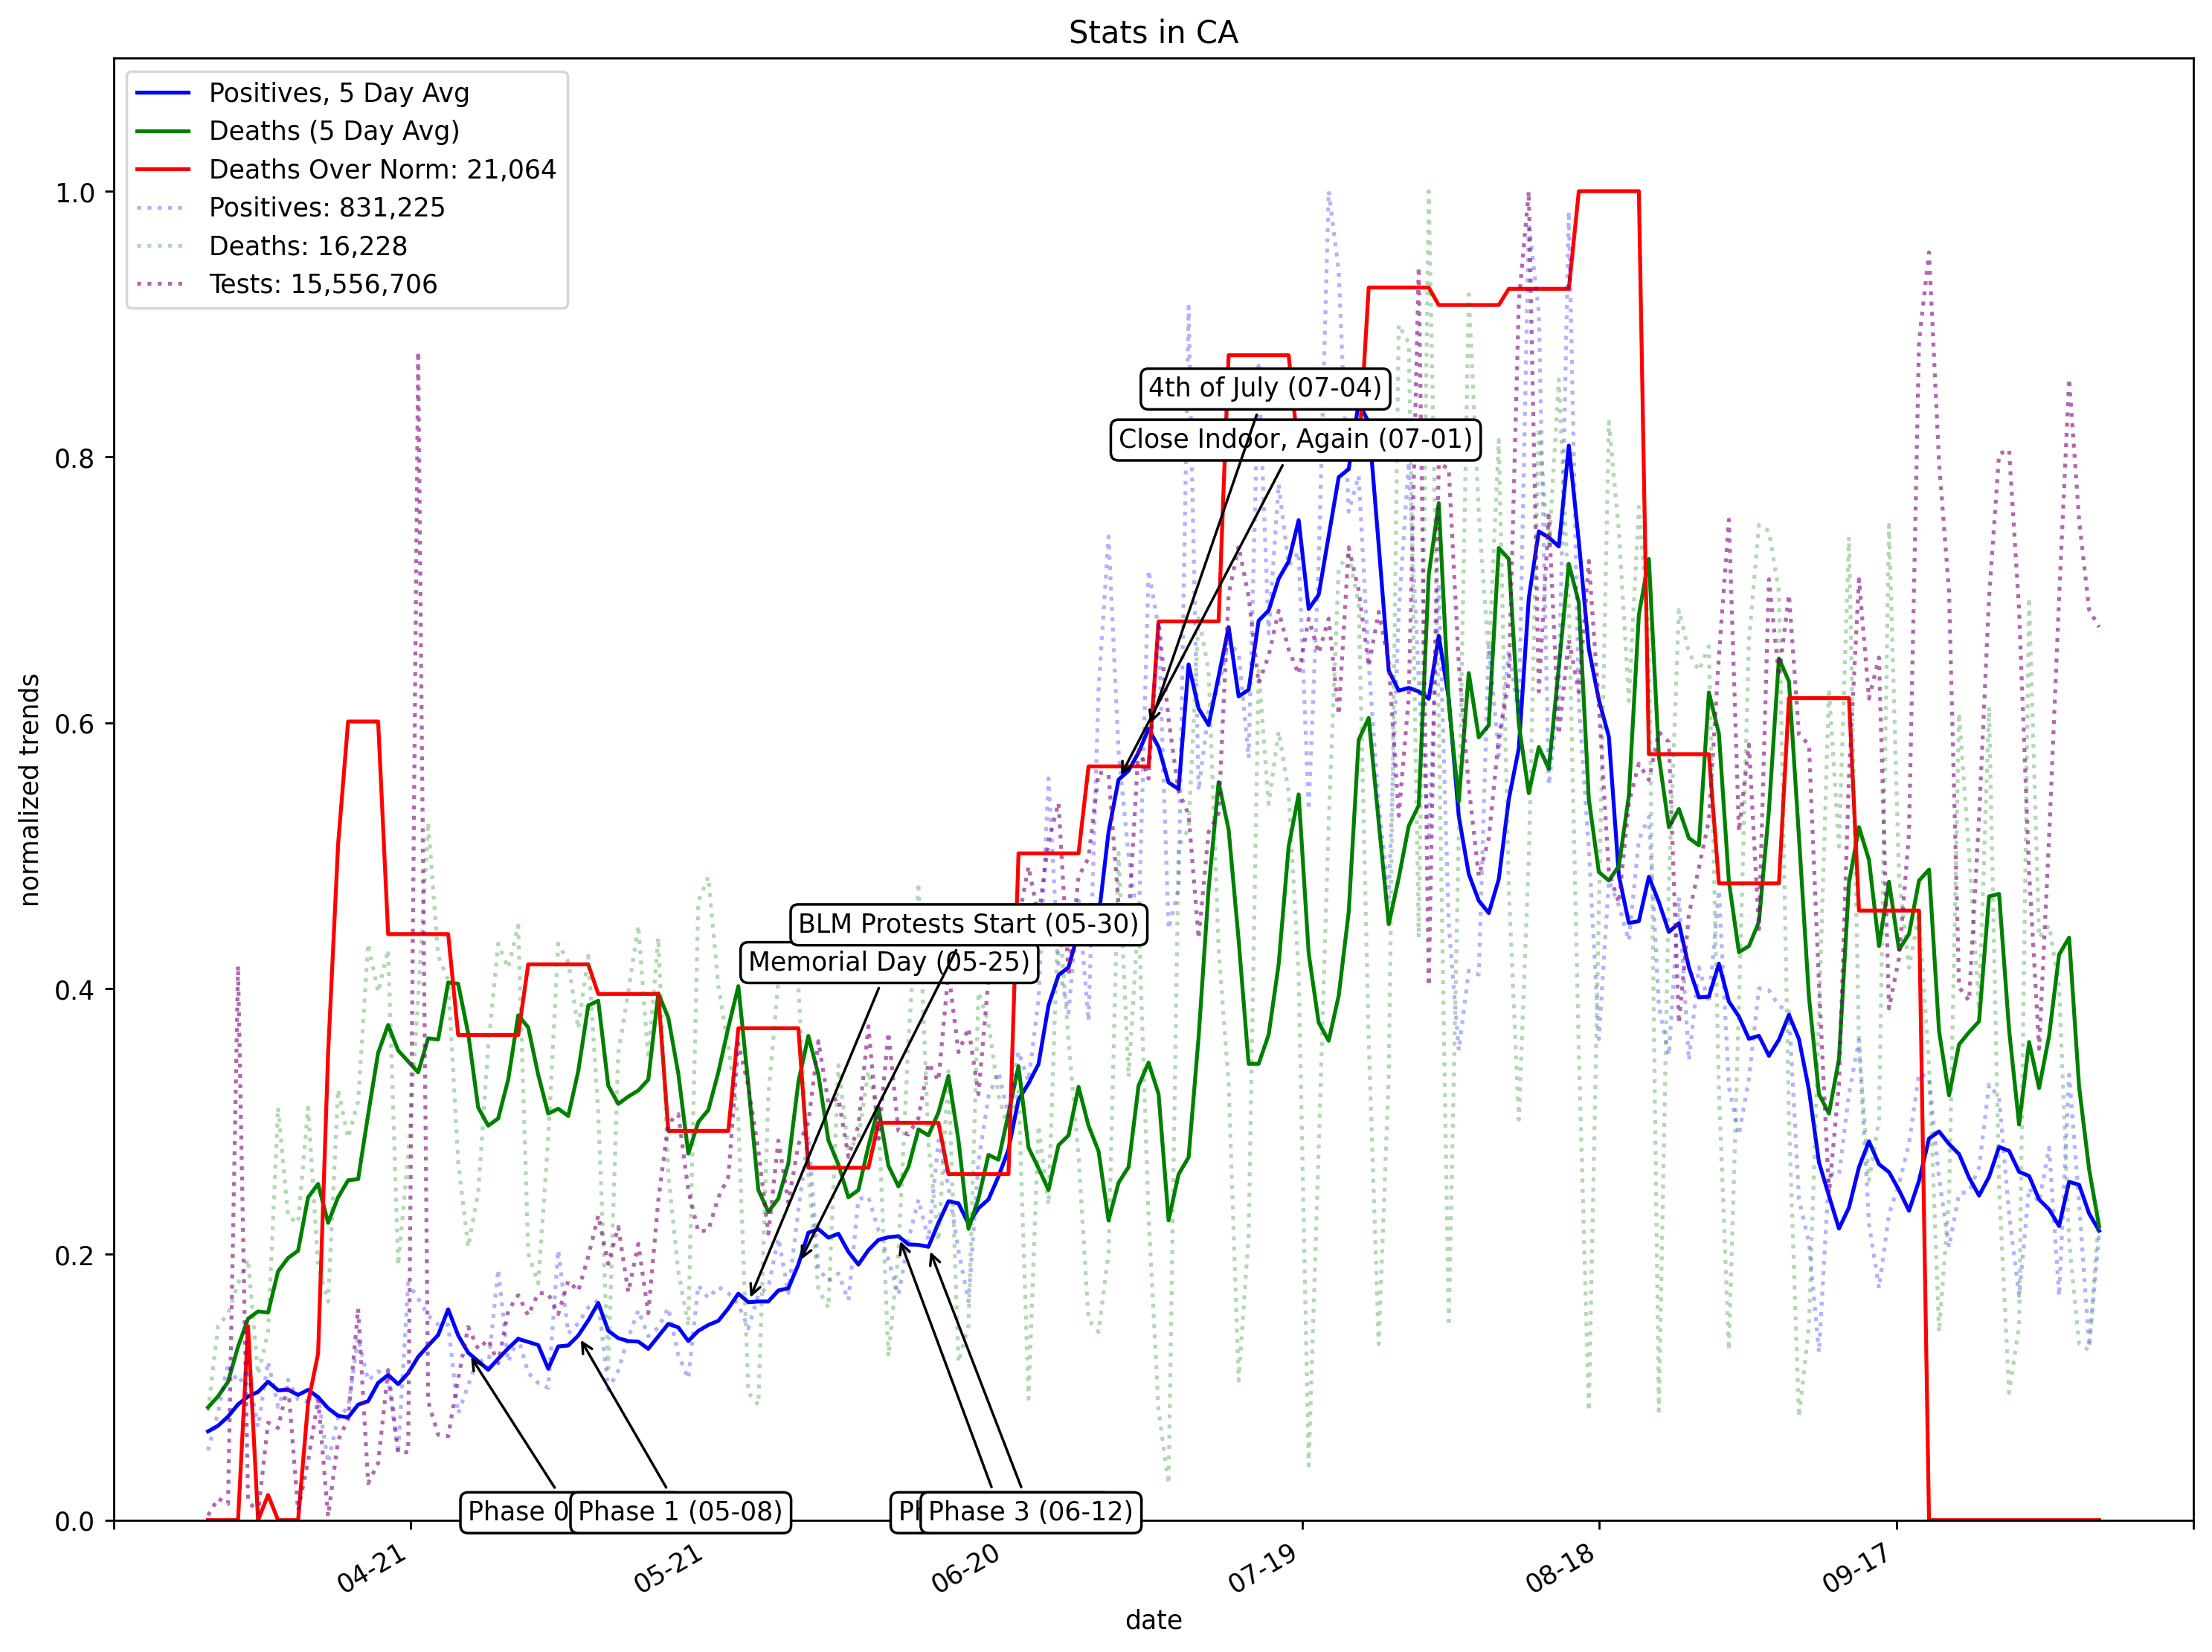 Stats in CA
Positives, 5 Day Avg
Deaths (5 Day Avg)
Deaths Over Norm: 21,064
Positives: 831,225
Deaths: 16,228
Tests: 15,556,706
1.0
0.8
0.6
0.4
0.2
0.0
normalized trends
4th of July (07-04)
Close Indoor, Again (07-01)
BLM Protests Start (05-30)
Memorial Day (05-25)
Phase 0
Phase 1 (05-08)
Phase 3 (06-12)
04-21
05-21
06-20
07-19
08-18
09-17
date